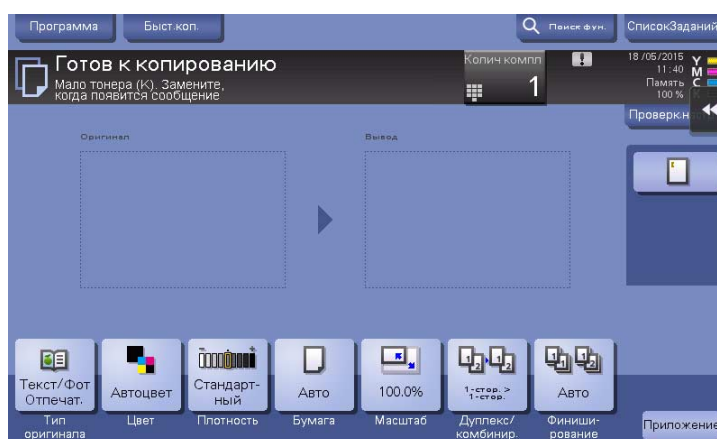 Программа
Быст.коп.
Поиск фун.
СписокЗаданий
Готов к копированию
Мало тонера (К). Замените,
когда появится сообщение
Колич компл
1
18/05/2015
11:40
Память
100 %
Y
M
C
K
Оригинал
Вывод
Текст/Фот
Отпечат.
Автоцвет
Стандарт-
ный
Авто
100.0%
1-стор. >
1-стор.
Авто
Тип
оригинала
Цвет
Плотность
Бумага
Масштаб
Дуплекс/
комбинир.
Финиши-
рование
Приложение